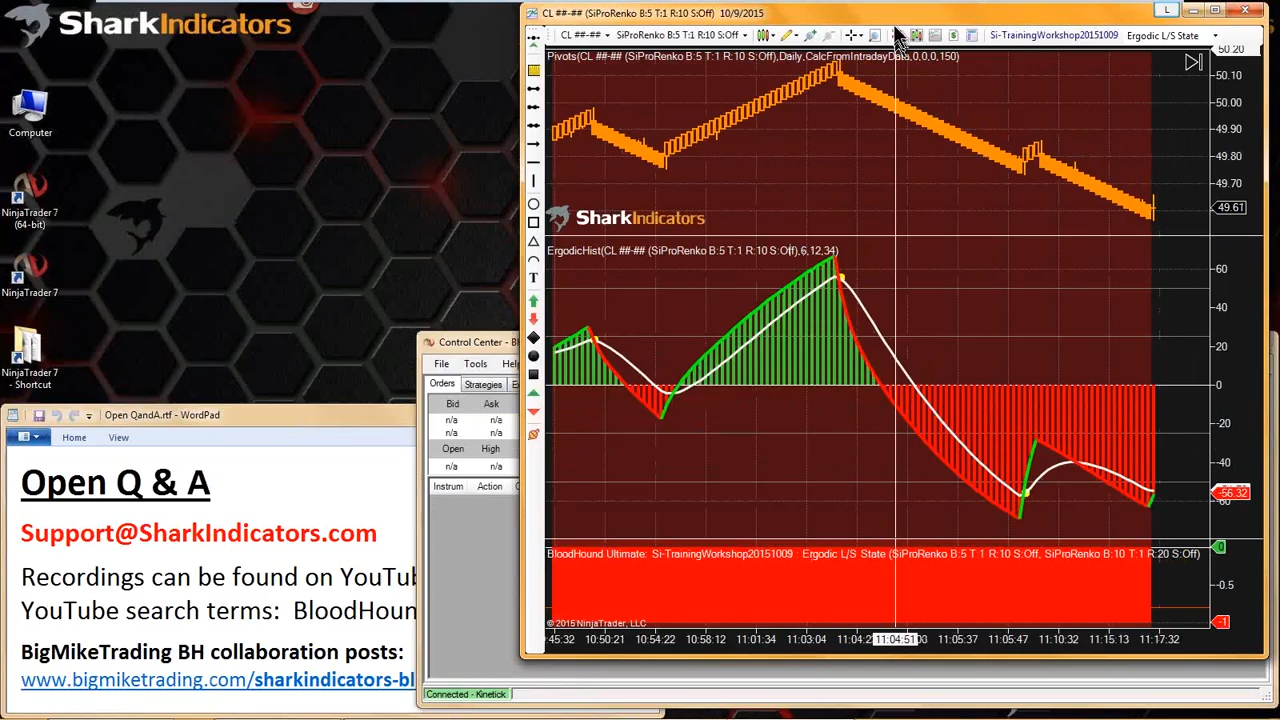 SharkIndicators
Computer
NinjaTrader 7
(64-bit)
NinjaTrader 7
NinjaTrader 7
- Shortcut
CL ##-## (SiProRenko B:5 T:1 R:10 S:Off) 10/9/2015
L
CL ##-##
SiProRenko B:5 T:1 R:10 S:Off
Si-TrainingWorkshop20151009
Ergodic L/S State
Pivots(CL ##-## (SiProRenko B:5 T:1 R:10 S:Off),Daily,CalcFromIntradayData,0,0,0,150)
50.20
50.10
50.00
49.90
49.80
49.70
49.61
T
SharkIndicators
ErgodicHist(CL ##-## (SiProRenko B:5 T:1 R:10 S:Off),6,12,34)
60
40
20
0
-20
-40
-56.32
BloodHound Ultimate: Si-TrainingWorkshop20151009 : Ergodic L/S State (SiProRenko B:5 T:1 R:10 S:Off, SiProRenko B:10 T:1 R:20 S:Off)
0
-0.5
-1
© 2015 NinjaTrader, LLC
45:32 10:50:21 10:54:22 10:58:12 11:01:34 11:03:04 11:04:51 11:05:37 11:05:47 11:10:32 11:15:13 11:17:32
Control Center - B
File Tools Hel
Orders Strategies E
Bid Ask
n/a n/a
n/a n/a
Open High
n/a n/a
Instrum Action
Connected - Kinetick
Open QandA.rtf - WordPad
Home View
Open Q & A
Support@SharkIndicators.com
Recordings can be found on YouTu
YouTube search terms: BloodHoun
BigMikeTrading BH collaboration posts:
www.bigmiketrading.com/sharkindicators-bl